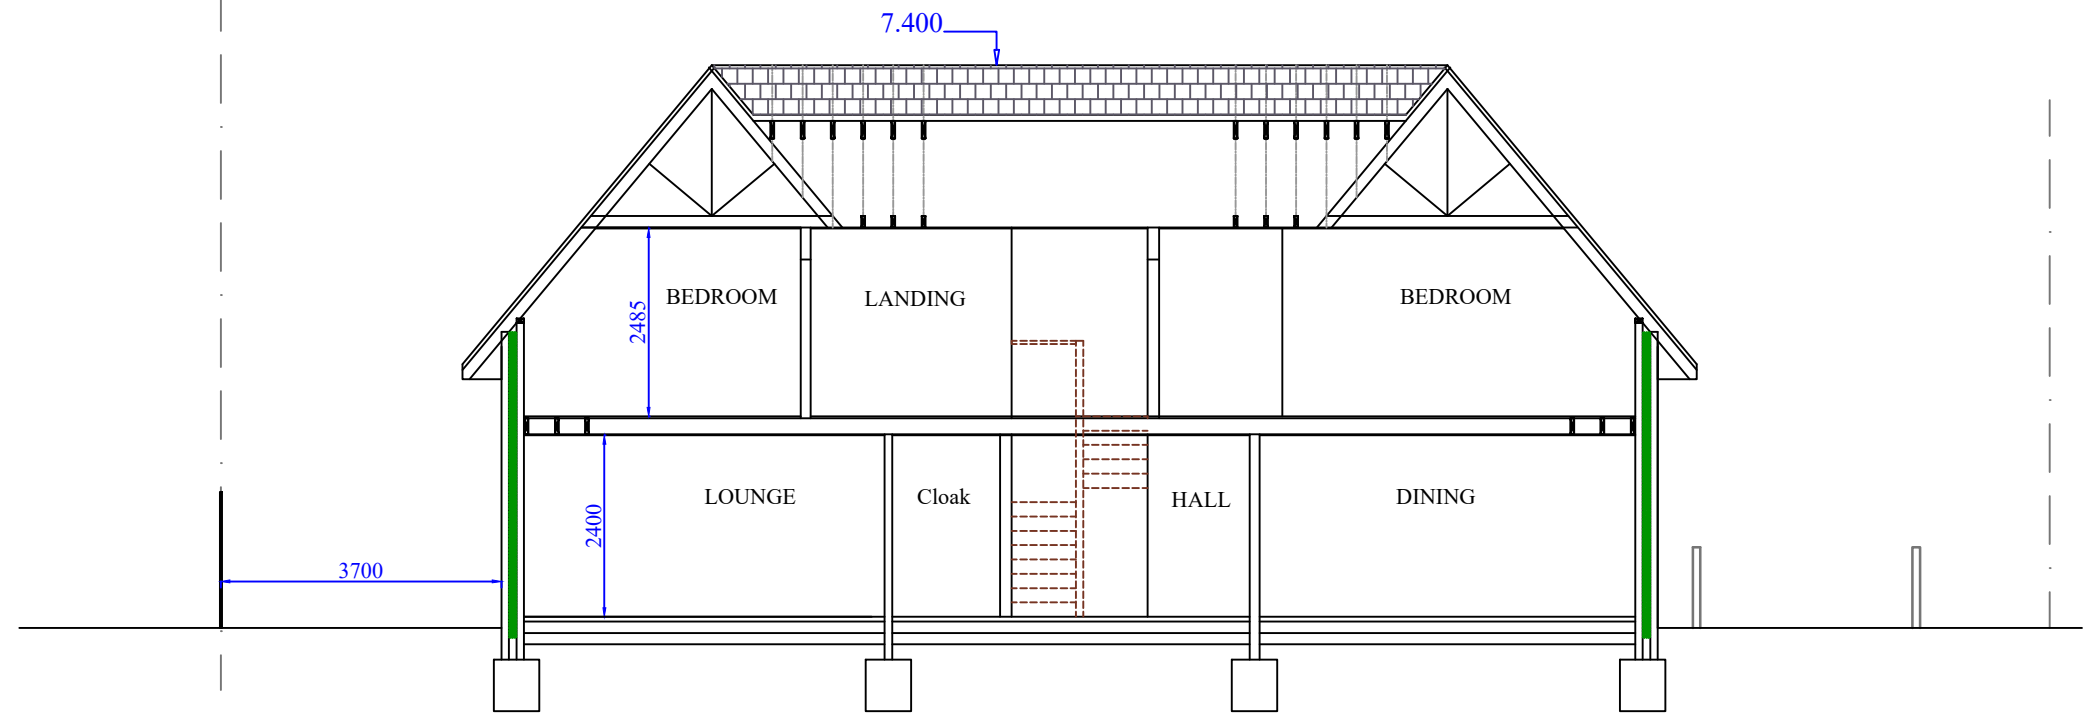 7.400
BEDROOM
LANDING
BEDROOM
2485
LOUNGE
Cloak
HALL
DINING
2400
3700